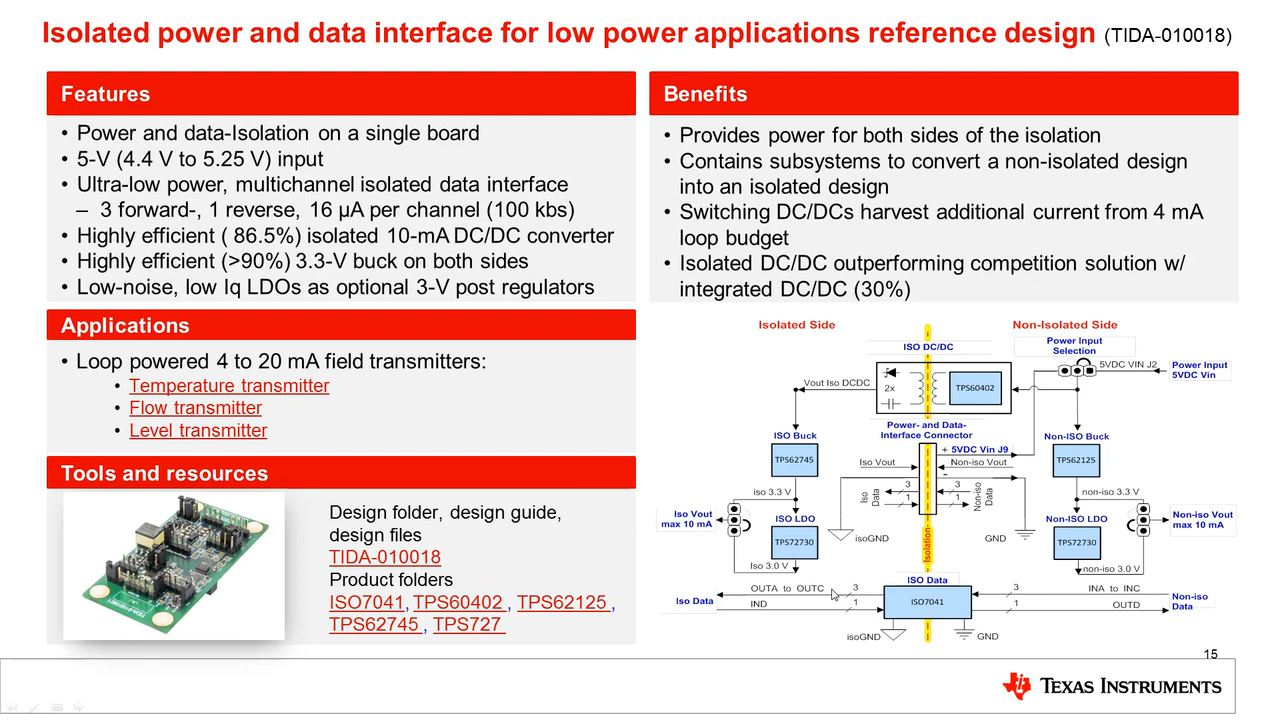 Isolated power and data interface for low power applications reference design (TIDA-010018)
Features
• Power and data-Isolation on a single board
• 5-V (4.4 V to 5.25 V) input
• Ultra-low power, multichannel isolated data interface
– 3 forward-, 1 reverse, 16 µA per channel (100 kbs)
• Highly efficient ( 86.5%) isolated 10-mA DC/DC converter
• Highly efficient (>90%) 3.3-V buck on both sides
• Low-noise, low Iq LDOs as optional 3-V post regulators
Benefits
• Provides power for both sides of the isolation
• Contains subsystems to convert a non-isolated design
into an isolated design
• Switching DC/DCs harvest additional current from 4 mA
loop budget
• Isolated DC/DC outperforming competition solution w/
integrated DC/DC (30%)
Applications
• Loop powered 4 to 20 mA field transmitters:
• Temperature transmitter
• Flow transmitter
• Level transmitter
Tools and resources
Design folder, design guide,
design files
TIDA-010018
Product folders
ISO7041, TPS60402 , TPS62125 ,
TPS62745 , TPS727
Isolated Side
Non-Isolated Side
ISO DC/DC
Power Input
Selection
5VDC VIN J2
Power Input
5VDC Vin
Vout Iso DCDC
2x
TPS60402
Power- and Data-
Interface Connector
ISO Buck
TPS62745
Non-ISO Buck
TPS62125
+ 5VDC Vin J9
Iso Vout
Non-iso Vout
-
Iso
Data
3
1
3
1
Non-iso
Data
iso 3.3 V
non-iso 3.3 V
Iso Vout
max 10 mA
ISO LDO
TPS72730
isoGND
Isolation
GND
Non-ISO LDO
TPS72730
Non-iso Vout
max 10 mA
Iso 3.0 V
non-iso 3.0 V
ISO Data
OUTA to OUTC
3
3
INA to INC
Iso Data
IND
1
ISO7041
1
OUTD
Non-iso
Data
isoGND
GND
15
TEXAS INSTRUMENTS